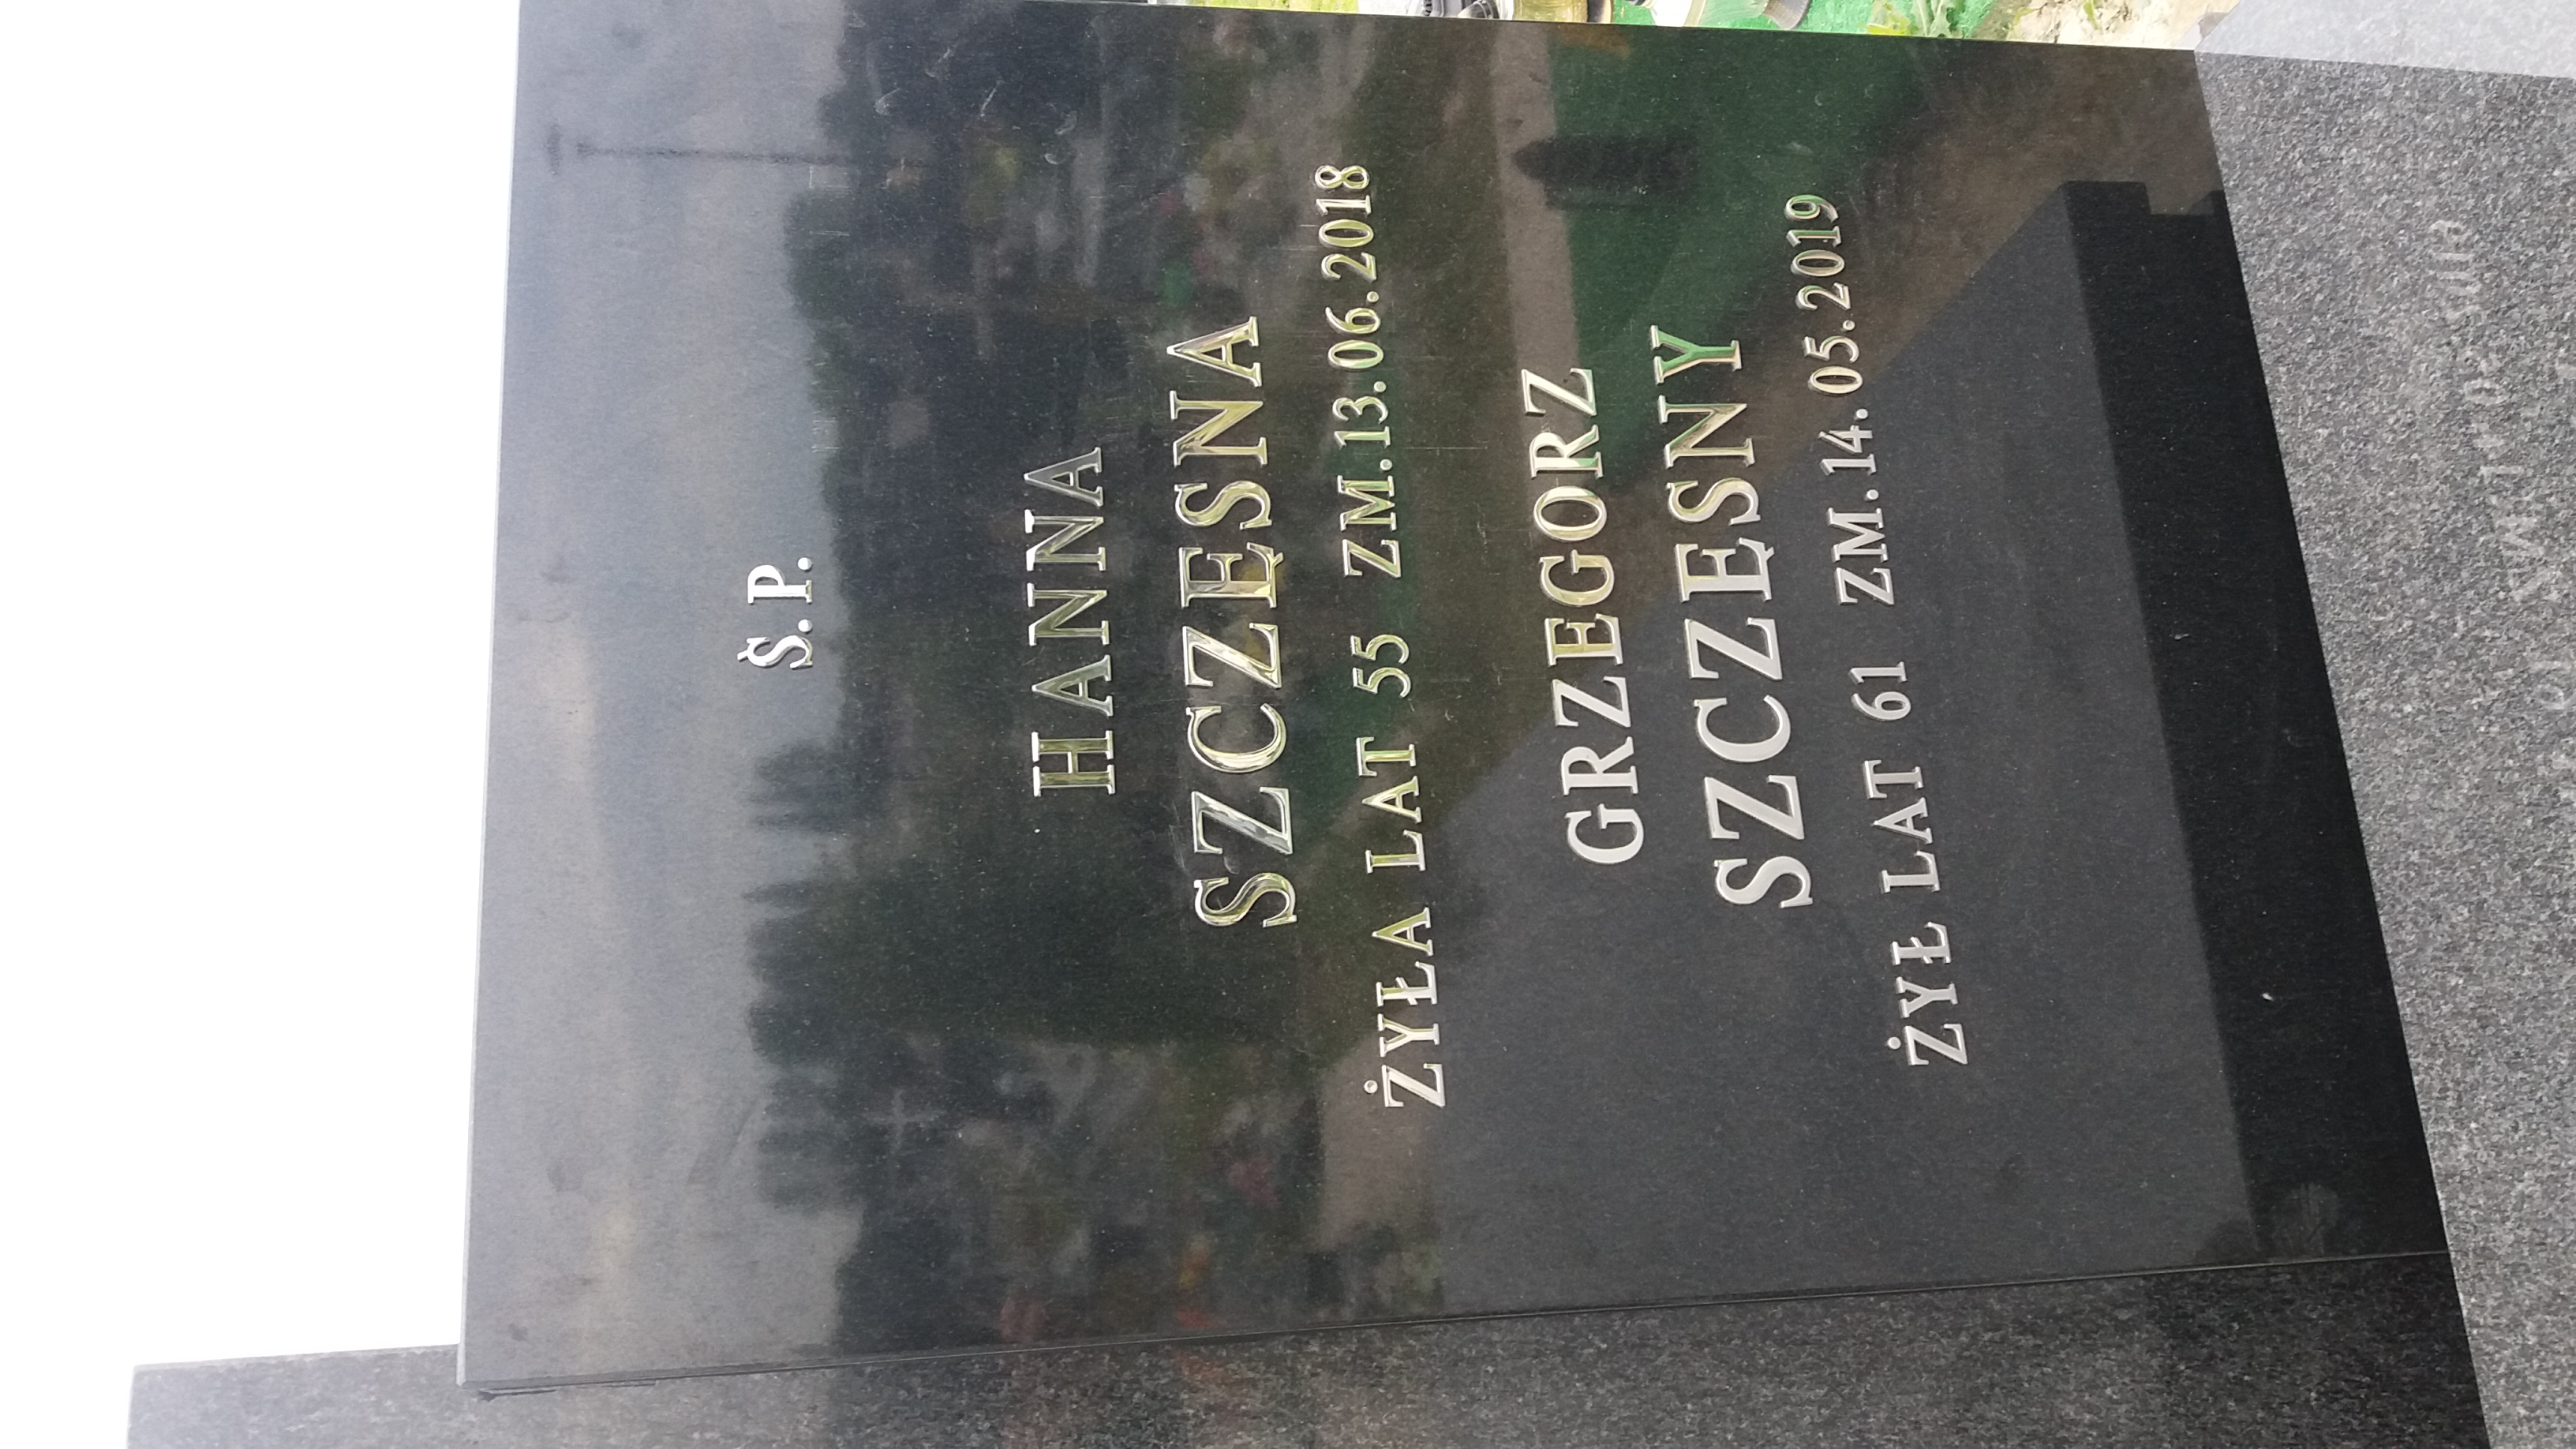 Ś.P.
HANNA
SZCZĘSNA
ŻYŁA LAT 55 ZM.13.06.2018
GRZEGORZ
SZCZĘSNY
ŻYŁ LAT 61 ZM.14.05.2019